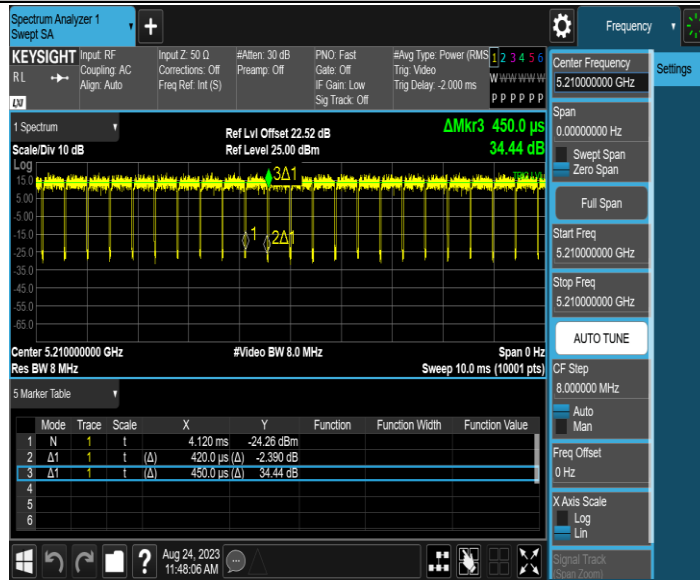 Spectrum Analyzer 1
Swept SA
Frequency
KEYSIGHT
RL
LXI
Input: RF
Coupling: AC
Align: Auto
Input Z: 50 Ω
Corrections: Off
Freq Ref: Int (S)
#Atten: 30 dB
Preamp: Off
PNO: Fast
Gate: Off
IF Gain: Low
Sig Track: Off
#Avg Type: Power (RMS
Trig: Video
Trig Delay: -2.000 ms
1 2 3 4 5 6
W W W W W W
P P P P P P
1 Spectrum
Scale/Div 10 dB
Ref Lvl Offset 22.52 dB
Ref Level 25.00 dBm
ΔMkr3 450.0 µs
34.44 dB
Log
15.0
5.00
-5.00
-15.0
-25.0
-35.0
-45.0
-55.0
-65.0
3Δ1
1
2Δ1
Center 5.210000000 GHz
Res BW 8 MHz
#Video BW 8.0 MHz
Span 0 Hz
Sweep 10.0 ms (10001 pts)
5 Marker Table
Mode Trace Scale X Y Function Function Width Function Value
1 N 1 t 4.120 ms -24.26 dBm
2 Δ1 1 t (Δ) 420.0 µs (Δ) -2.390 dB
3 Δ1 1 t (Δ) 450.0 µs (Δ) 34.44 dB
4
5
6
Aug 24, 2023
11:48:06 AM
Settings
Center Frequency
5.210000000 GHz
Span
0.00000000 Hz
Swept Span
Zero Span
Full Span
Start Freq
5.210000000 GHz
Stop Freq
5.210000000 GHz
AUTO TUNE
CF Step
8.000000 MHz
Auto
Man
Freq Offset
0 Hz
X Axis Scale
Log
Lin
Signal Track
(Span Zoom)